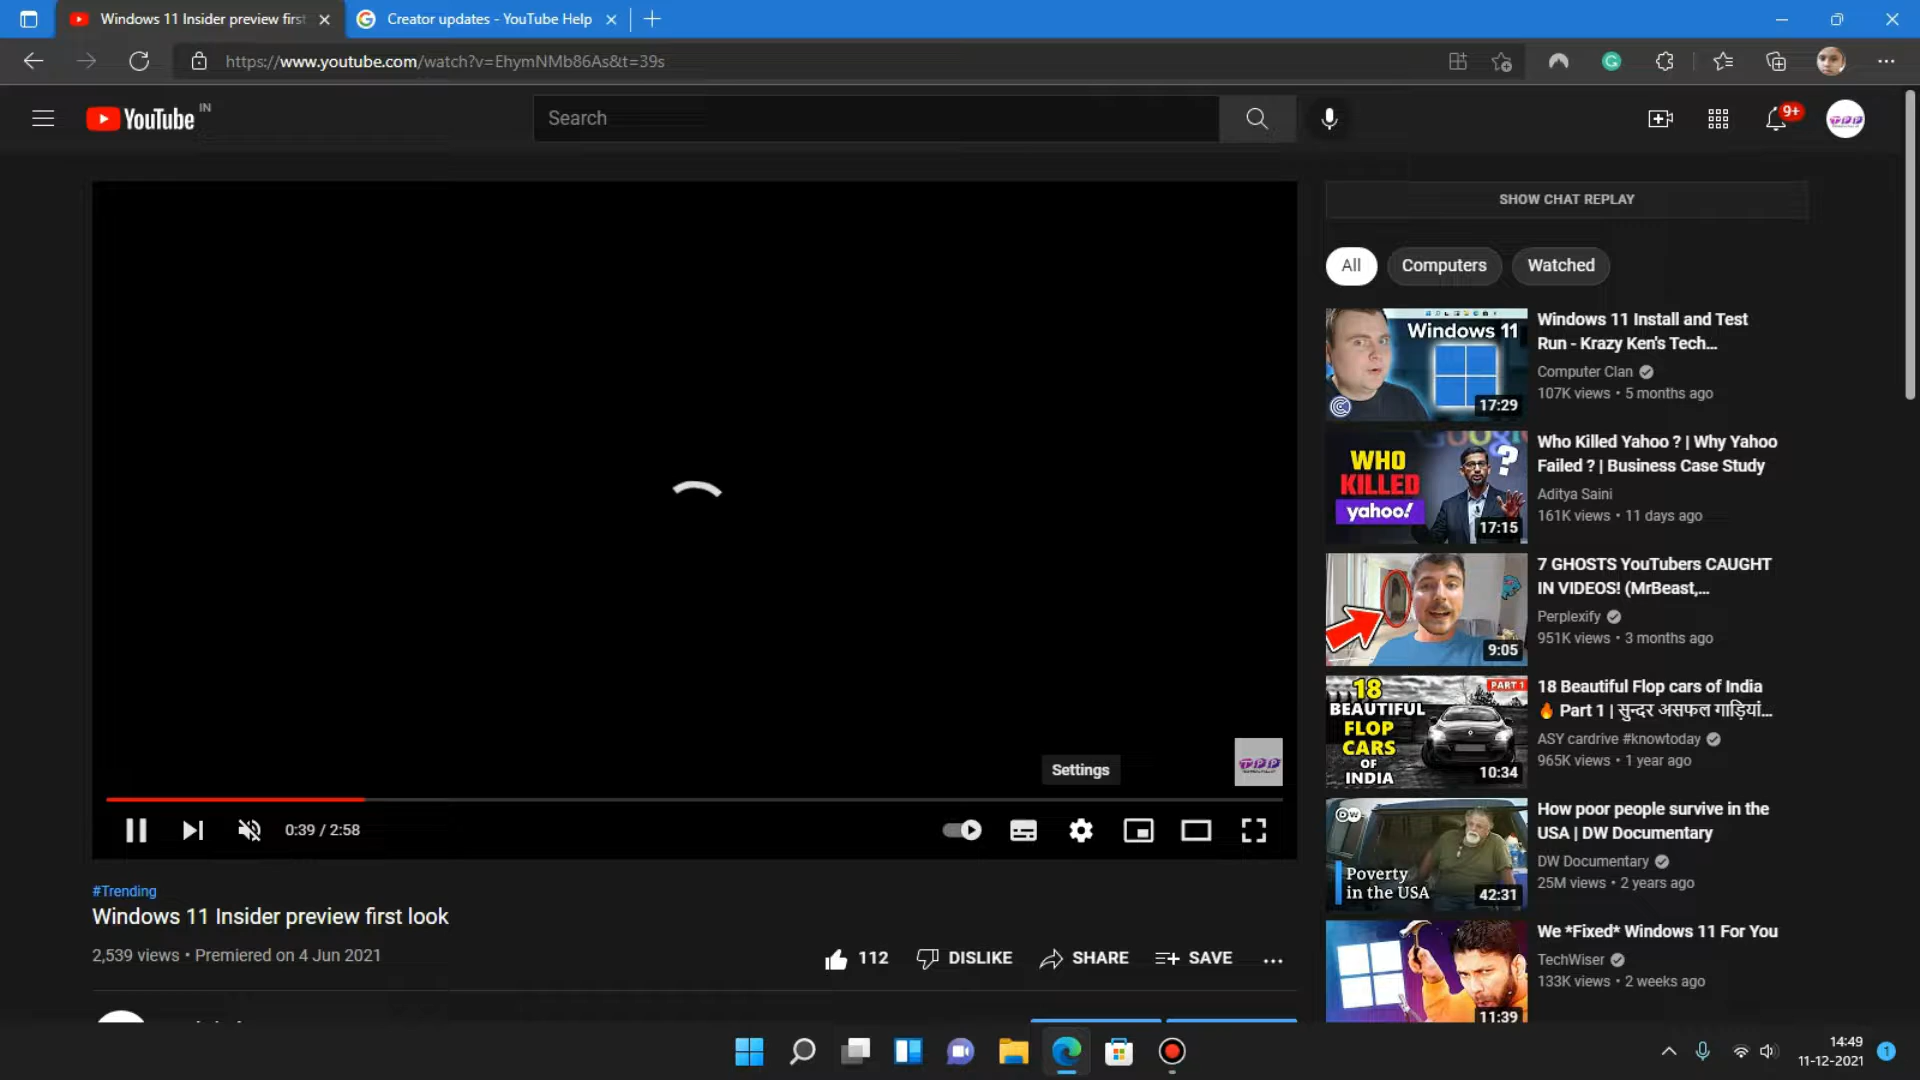 Windows 11 Insider preview first
Creator updates - YouTube Help
https://www.youtube.com/watch?v=EhymNMb86As&t=39s
YouTube IN
Search
9+
TPP
SHOW CHAT REPLAY
All
Computers
Watched
Windows 11
17:29
Windows 11 Install and Test
Run - Krazy Ken's Tech...
Computer Clan
107K views • 5 months ago
WHO
KILLED
yahoo!
?
17:15
Who Killed Yahoo ? | Why Yahoo
Failed ? | Business Case Study
Aditya Saini
161K views • 11 days ago
9:05
7 GHOSTS YouTubers CAUGHT
IN VIDEOS! (MrBeast,...
Perplexify
951K views • 3 months ago
18
BEAUTIFUL
FLOP
CARS
OF
INDIA
PART 1
10:34
18 Beautiful Flop cars of India
🔥 Part 1 | सुन्दर असफल गाड़ियां...
ASY cardrive #knowtoday
965K views • 1 year ago
DW
Poverty
in the USA
42:31
How poor people survive in the
USA | DW Documentary
DW Documentary
25M views • 2 years ago
11:39
We *Fixed* Windows 11 For You
TechWiser
133K views • 2 weeks ago
Settings
TPP
0:39 / 2:58
#Trending
Windows 11 Insider preview first look
2,539 views • Premiered on 4 Jun 2021
112
DISLIKE
SHARE
SAVE
14:49
11-12-2021
1